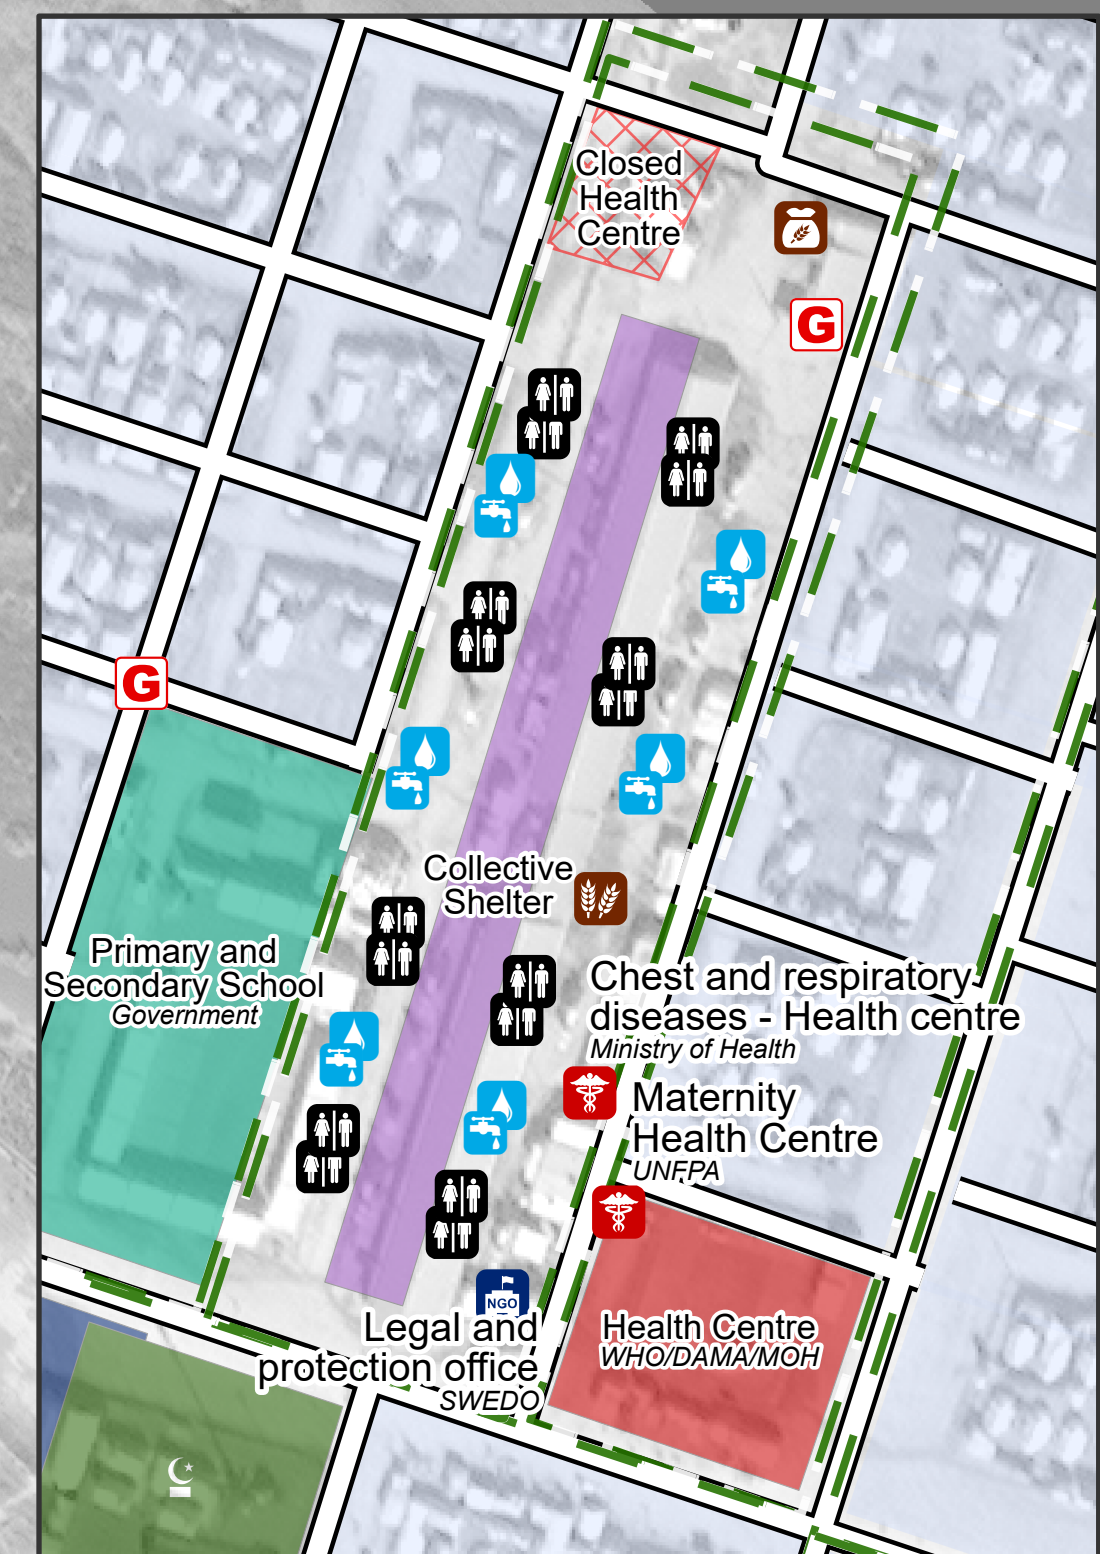 Closed
Health
Centre
G
G
Collective
Shelter
Primary and
Secondary School
Government
Chest and respiratory
diseases - Health centre
Ministry of Health
Maternity
Health Centre
UNFPA
NGO
Legal and
protection office
SWEDO
Health Centre
WHO/DAMA/MOH